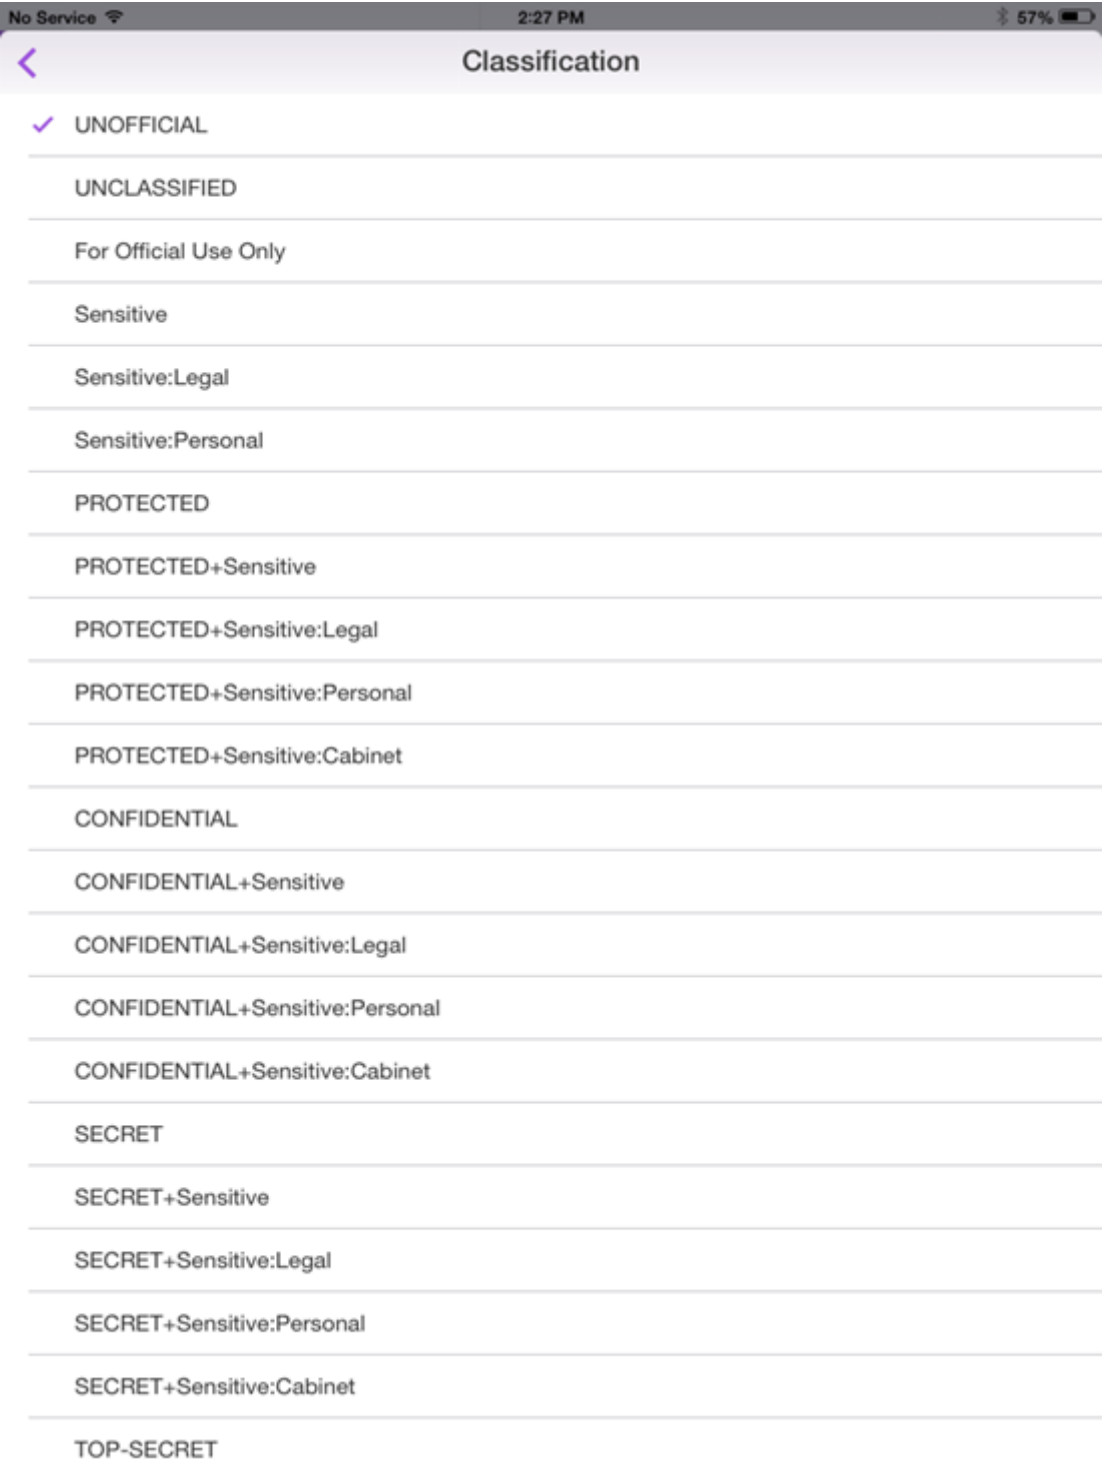 No Service 2:27 PM 57%
Classification
UNOFFICIAL
UNCLASSIFIED
For Official Use Only
Sensitive
Sensitive:Legal
Sensitive:Personal
PROTECTED
PROTECTED+Sensitive
PROTECTED+Sensitive:Legal
PROTECTED+Sensitive:Personal
PROTECTED+Sensitive:Cabinet
CONFIDENTIAL
CONFIDENTIAL+Sensitive
CONFIDENTIAL+Sensitive:Legal
CONFIDENTIAL+Sensitive:Personal
CONFIDENTIAL+Sensitive:Cabinet
SECRET
SECRET+Sensitive
SECRET+Sensitive:Legal
SECRET+Sensitive:Personal
SECRET+Sensitive:Cabinet
TOP-SECRET